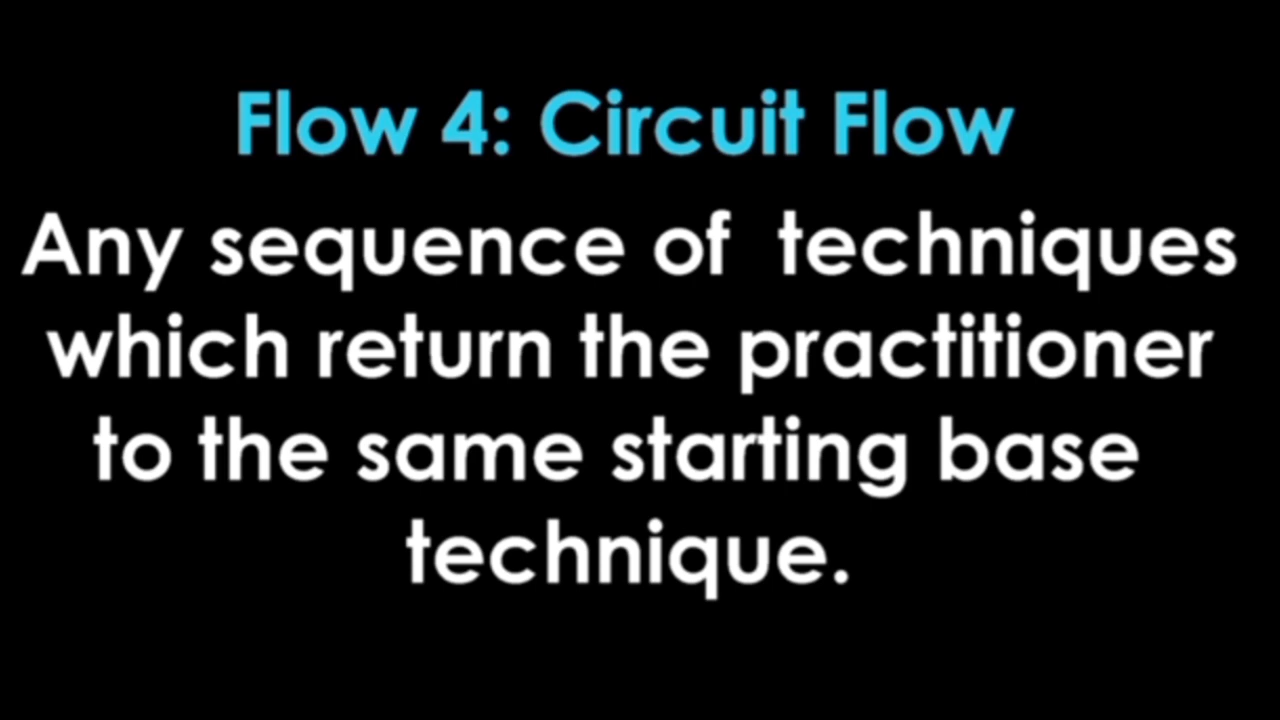 Flow 4: Circuit Flow
Any sequence of  techniques
which return the practitioner
to the same starting base
technique.